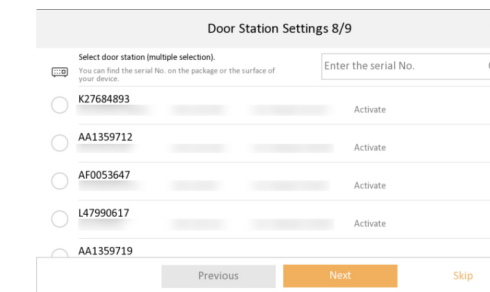 Door Station Settings 8/9
Select door station (multiple selection).
You can find the serial No. on the package or the surface of
your device.
Enter the serial No.
K27684893
Activate
AA1359712
Activate
AF0053647
Activate
L47990617
Activate
AA1359719
Previous
Next
Skip